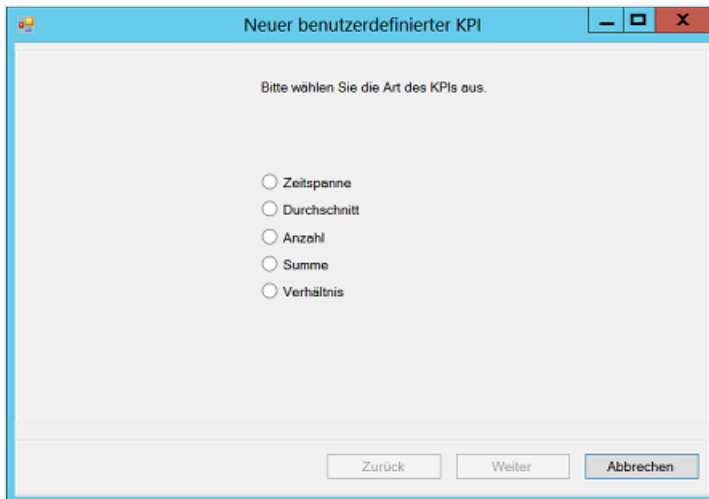 Neuer benutzerdefinierter KPI
Bitte wählen Sie die Art des KPIs aus.
Zeitspanne
Durchschnitt
Anzahl
Summe
Verhältnis
Zurück Weiter Abbrechen